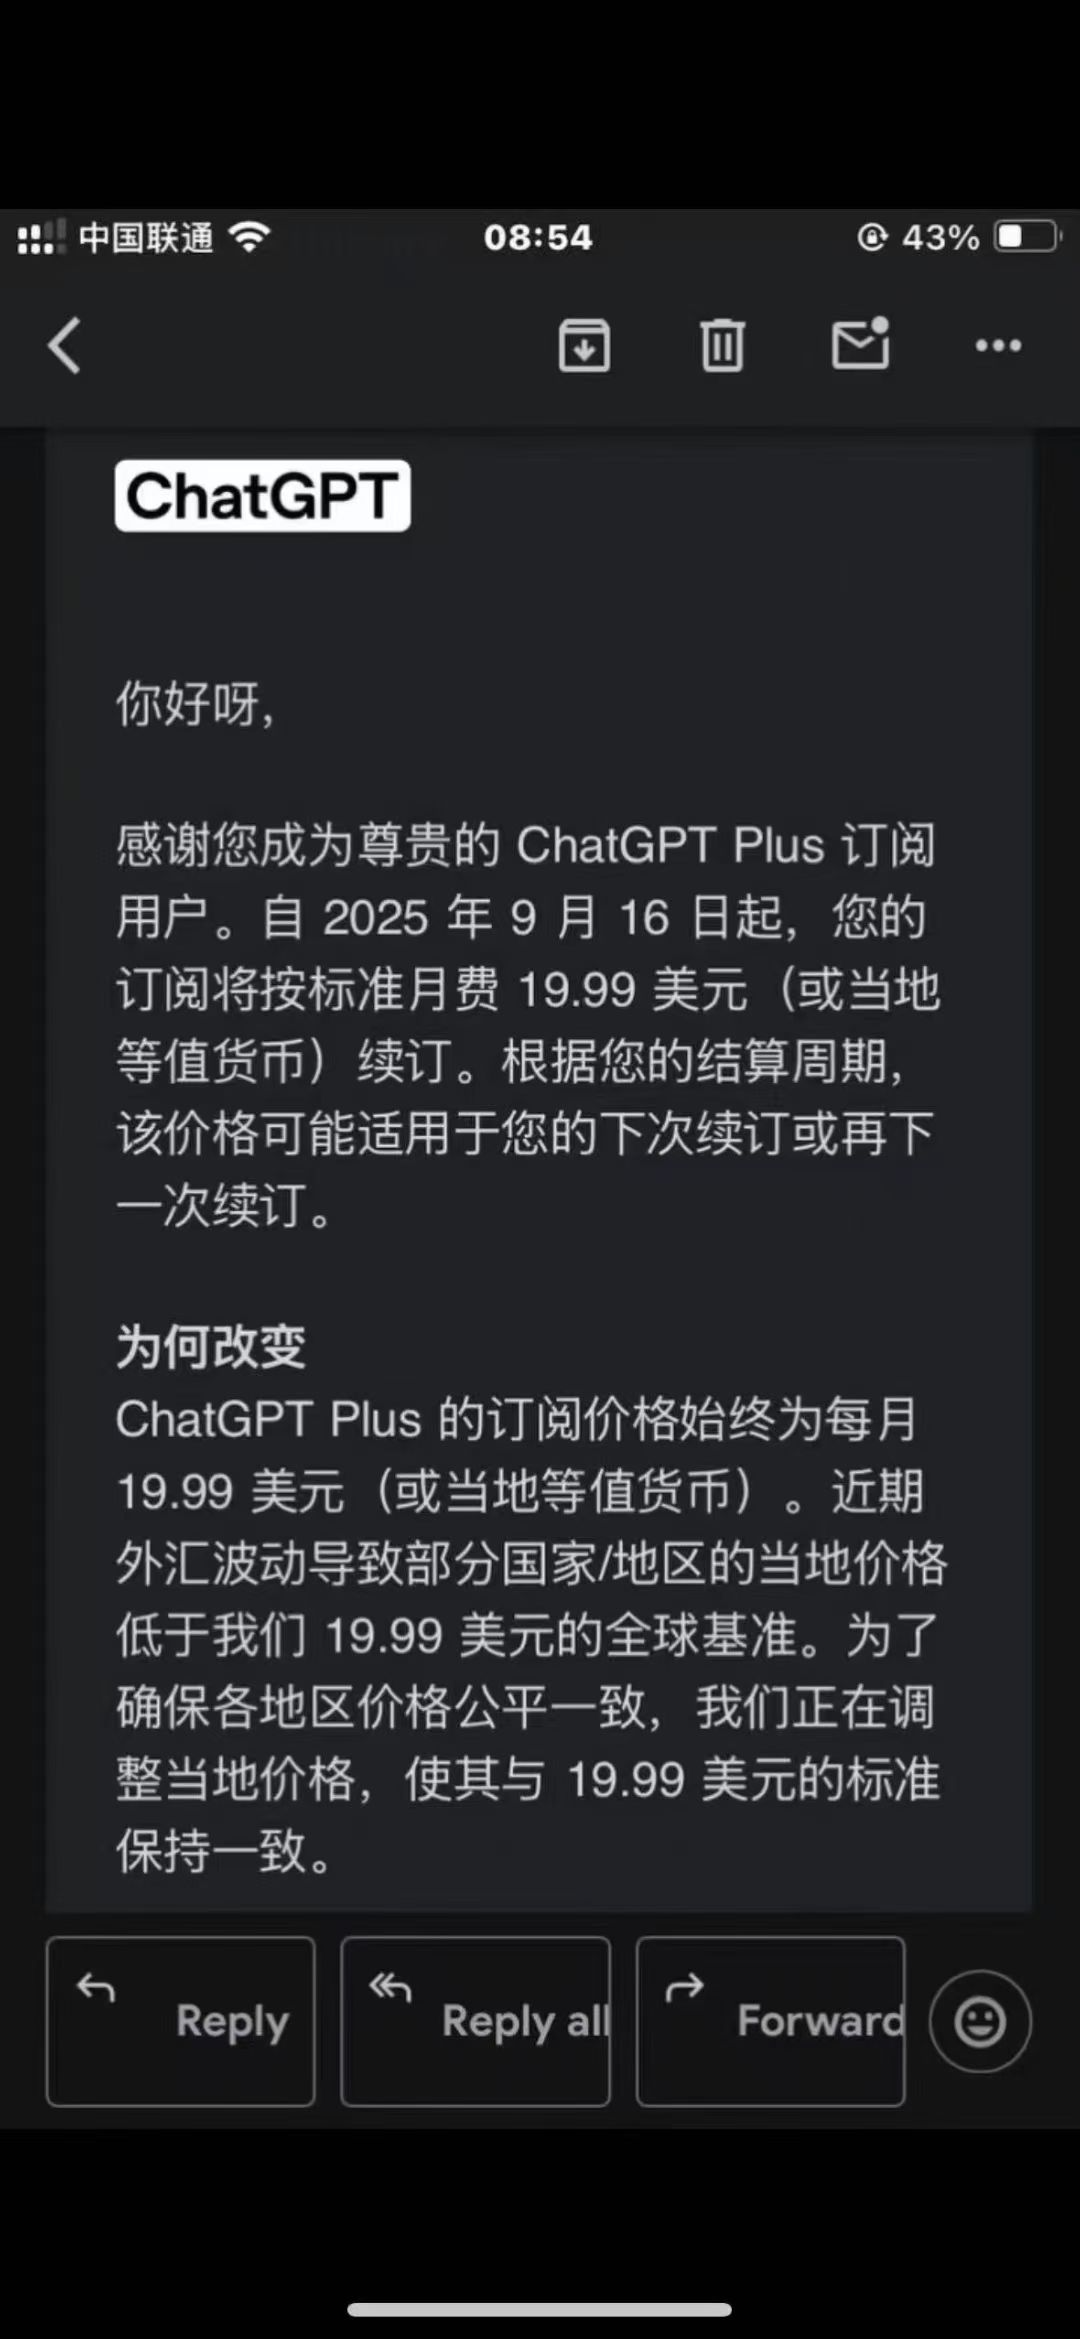 中国联通 08:54 43%
ChatGPT
你好呀,
感谢您成为尊贵的 ChatGPT Plus 订阅
用户。自 2025 年 9 月 16 日起，您的
订阅将按标准月费 19.99 美元（或当地
等值货币）续订。根据您的结算周期，
该价格可能适用于您的下次续订或再下
一次续订。
为何改变
ChatGPT Plus 的订阅价格始终为每月
19.99 美元（或当地等值货币）。近期
外汇波动导致部分国家/地区的当地价格
低于我们 19.99 美元的全球基准。为了
确保各地区价格公平一致，我们正在调
整当地价格，使其与 19.99 美元的标准
保持一致。
Reply Reply all Forward